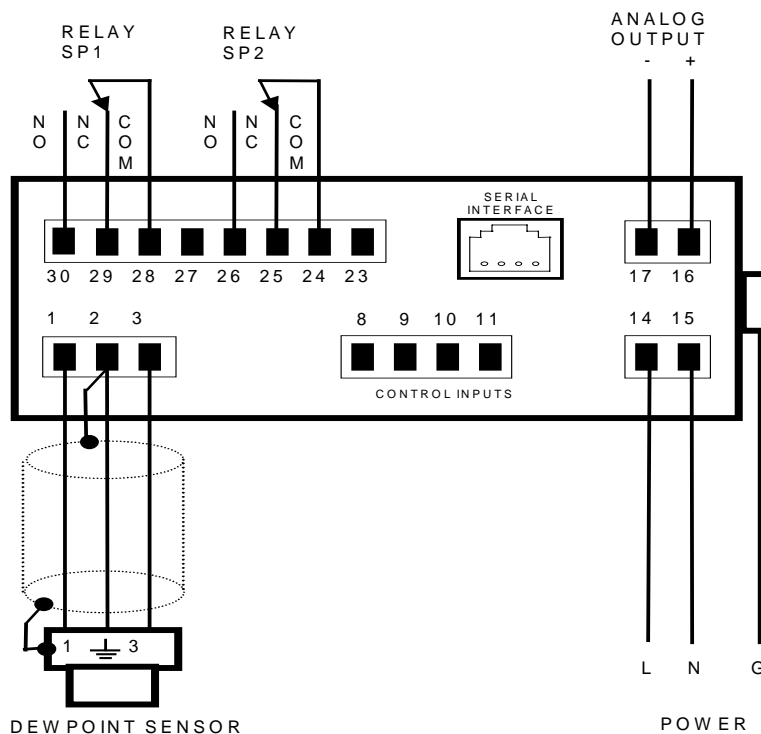 RELAY
SP1
RELAY
SP2
ANALOG
OUTPUT
- +
NO NC COM
NO NC COM
SERIAL
INTERFACE
30 29 28 27 26 25 24 23
17 16
1 2 3
8 9 10 11
14 15
CONTROL INPUTS
1 3
L N G
DEW POINT SENSOR
POWER